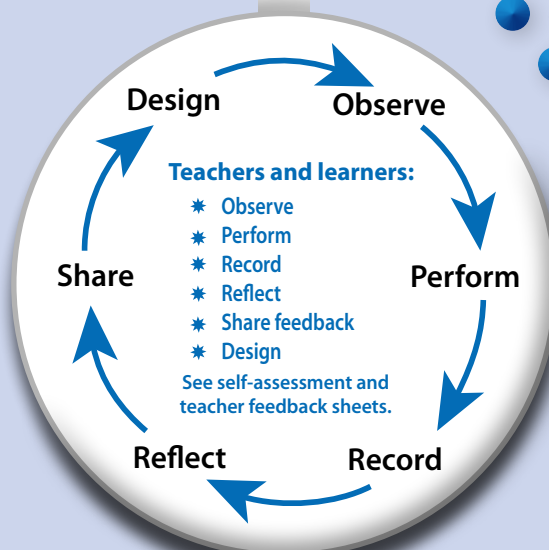 Design
Observe
Teachers and learners:
Observe
Perform
Record
Reflect
Share feedback
Design
See self-assessment and
teacher feedback sheets.
Share
Perform
Reflect
Record